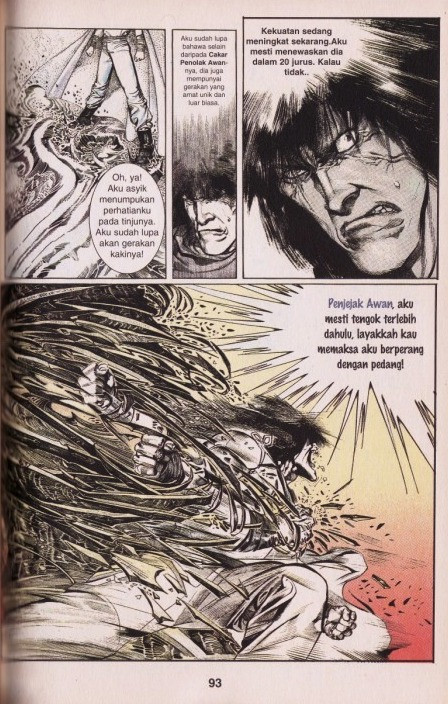 Oh, ya!
Aku asyik
menumpukan
perhatianku
pada tinjunya.
Aku sudah lupa
akan gerakan
kakinya!
Aku sudah lupa
bahawa selain
daripada Cakar
Penolak Awan-
nya, dia juga
mempunyai
gerakan yang
amat unik dan
luar biasa.
Kekuatan sedang
meningkat sekarang.Aku
mesti menewaskan dia
dalam 20 jurus. Kalau
tidak..
Penjejak Awan, aku
mesti tengok terlebih
dahulu, layakkah kau
memaksa aku berperang
dengan pedang!
93